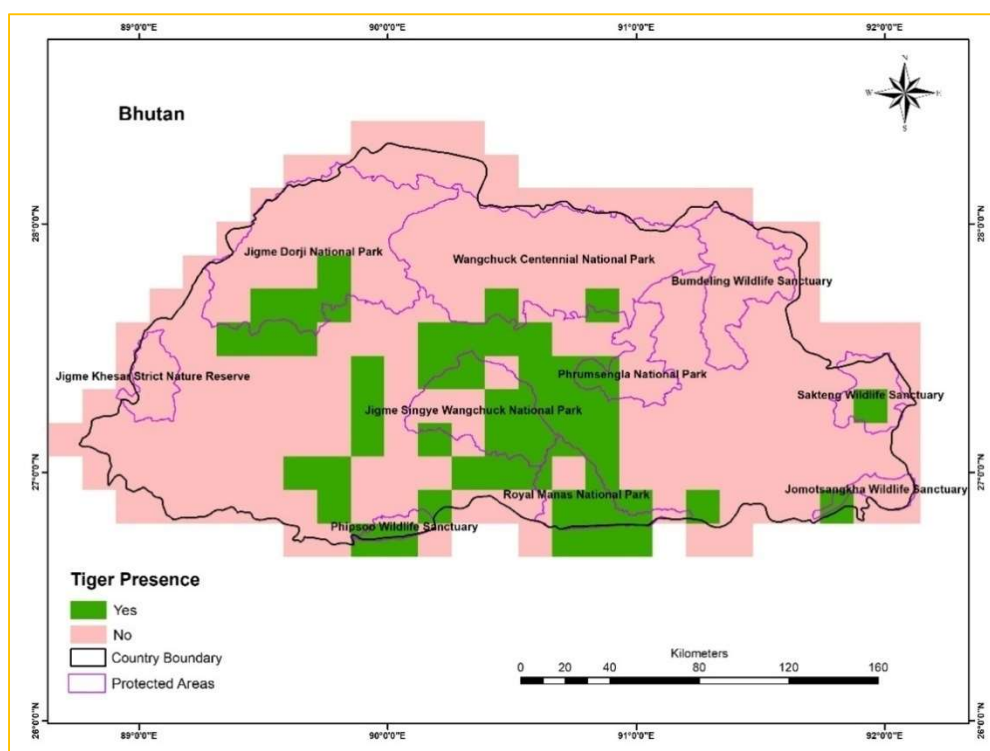 89°0'0"E 90°0'0"E 91°0'0"E 92°0'0"E
N
W E
S
Bhutan
28°0'0"N 28°0'0"N
Jigme Dorji National Park
Wangchuck Centennial National Park
Bumdeling Wildlife Sanctuary
Jigme Khesar Strict Nature Reserve
Phrumsengla National Park
Sakteng Wildlife Sanctuary
Jigme Singye Wangchuck National Park
27°0'0"N 27°0'0"N
Royal Manas National Park
Jomotsangkha Wildlife Sanctuary
Phipsoo Wildlife Sanctuary
Tiger Presence
Yes
No
Country Boundary
Protected Areas
Kilometers
0 20 40 80 120 160
26°0'0"N 26°0'0"N
89°0'0"E 90°0'0"E 91°0'0"E 92°0'0"E